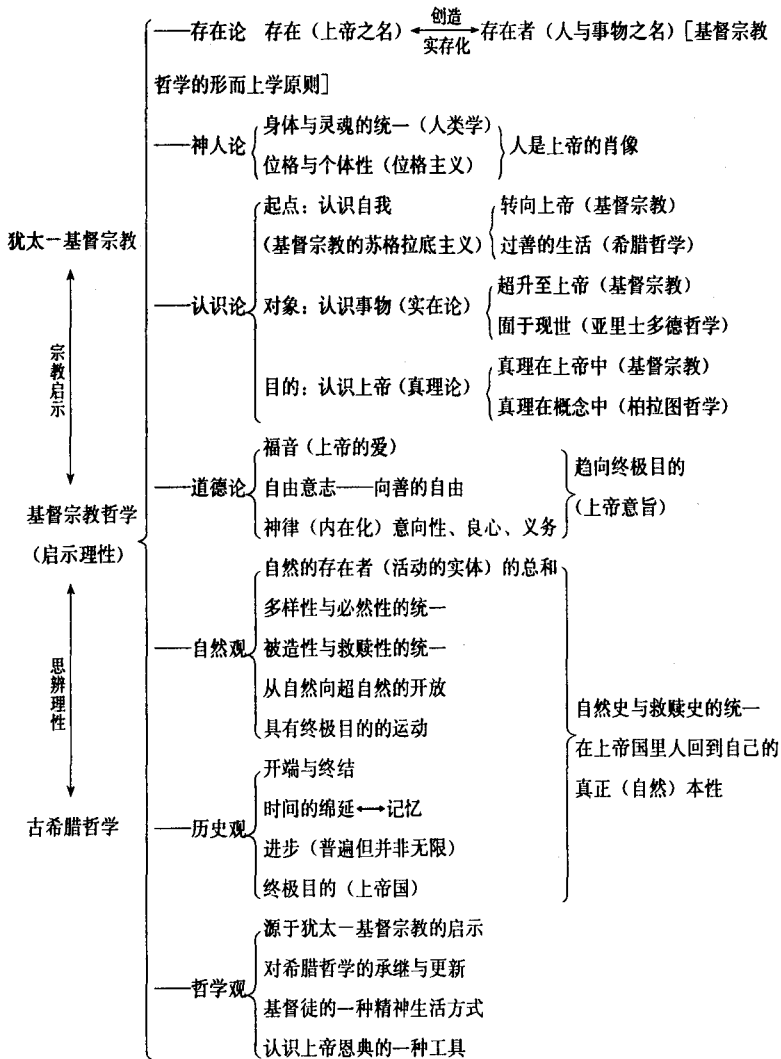 ——存在论 存在（上帝之名）创造 实存化 存在者（人与事物之名）[基督宗教
哲学的形而上学原则]
——神人论
身体与灵魂的统一（人类学）
位格与个体性（位格主义）
人是上帝的肖像
犹太－基督宗教
宗教启示
基督宗教哲学
（启示理性）
思辨理性
古希腊哲学
——认识论
起点：认识自我
（基督宗教的苏格拉底主义）
转向上帝（基督宗教）
过善的生活（希腊哲学）
对象：认识事物（实在论）
超升至上帝（基督宗教）
囿于现世（亚里士多德哲学）
目的：认识上帝（真理论）
真理在上帝中（基督宗教）
真理在概念中（柏拉图哲学）
——道德论
福音（上帝的爱）
自由意志——向善的自由
神律（内在化）意向性、良心、义务
趋向终极目的
（上帝意旨）
——自然观
自然的存在者（活动的实体）的总和
多样性与必然性的统一
被造性与救赎性的统一
从自然向超自然的开放
具有终极目的的运动
——历史观
开端与终结
时间的绵延⟷记忆
进步（普遍但并非无限）
终极目的（上帝国）
自然史与救赎史的统一
在上帝国里人回到自己的
真正（自然）本性
——哲学观
源于犹太－基督宗教的启示
对希腊哲学的承继与更新
基督徒的一种精神生活方式
认识上帝恩典的一种工具